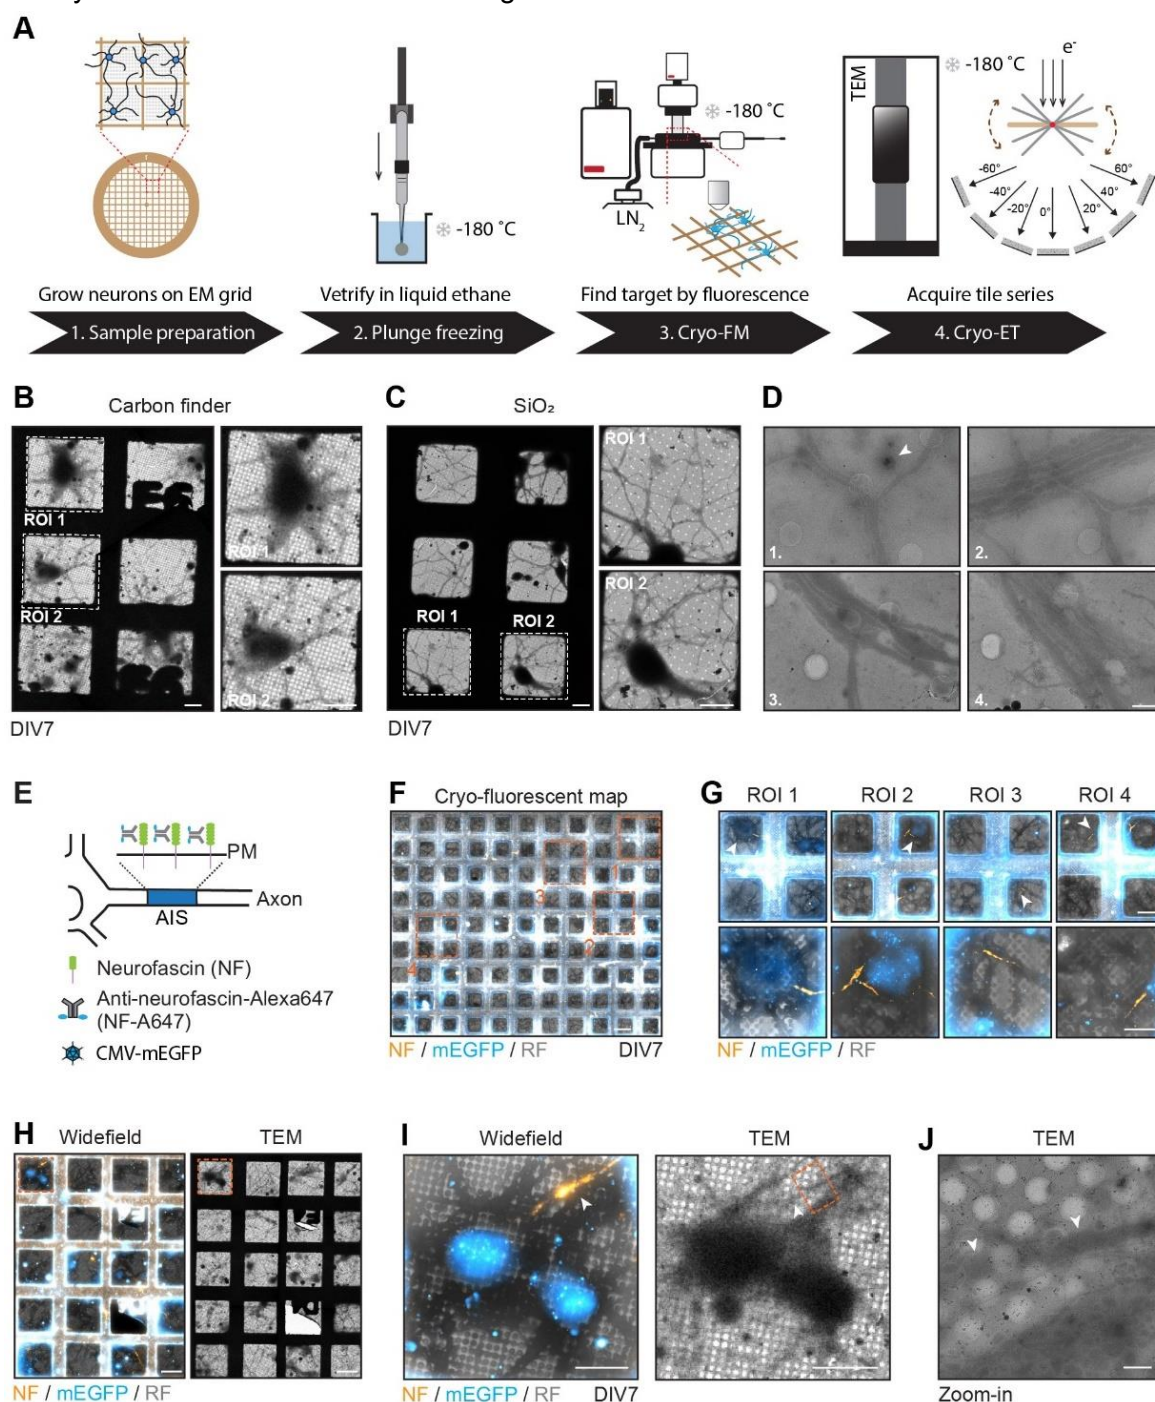 A
-180 ˚C
LN2
-180 ˚C
TEM
-180 ˚C
e-
-60°
-40°
-20°
0°
20°
40°
60°
Grow neurons on EM grid
Vetrify in liquid ethane
Find target by fluorescence
Acquire tile series
1. Sample preparation
2. Plunge freezing
3. Cryo-FM
4. Cryo-ET
B
Carbon finder
ROI 1
ROI 2
ROI 1
ROI 2
DIV7
C
SiO₂
ROI 1
ROI 2
ROI 1
ROI 2
DIV7
D
1.
2.
3.
4.
E
PM
Axon
AIS
Neurofascin (NF)
Anti-neurofascin-Alexa647
(NF-A647)
CMV-mEGFP
F
Cryo-fluorescent map
1
3
2
4
NF / mEGFP / RF
DIV7
G
ROI 1
ROI 2
ROI 3
ROI 4
NF / mEGFP / RF
H
Widefield
TEM
NF / mEGFP / RF
I
Widefield
TEM
NF / mEGFP / RF
DIV7
J
TEM
Zoom-in